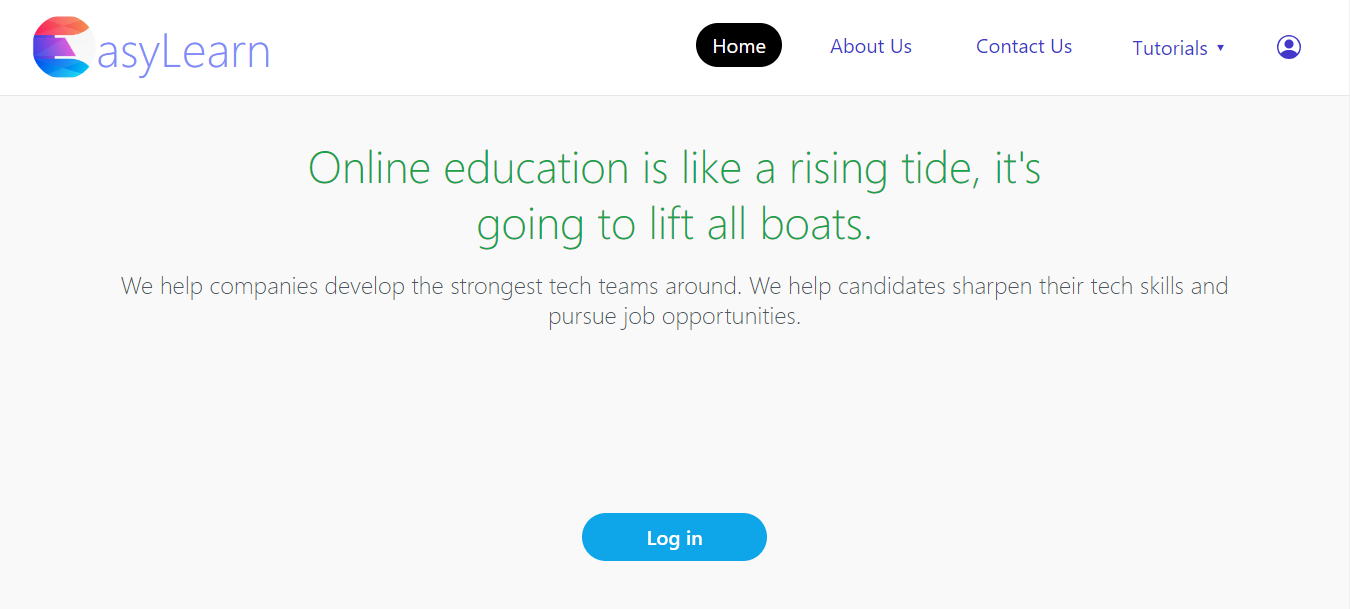 EasyLearn
Home
About Us
Contact Us
Tutorials ▾
Online education is like a rising tide, it's
going to lift all boats.
We help companies develop the strongest tech teams around. We help candidates sharpen their tech skills and
pursue job opportunities.
Log in